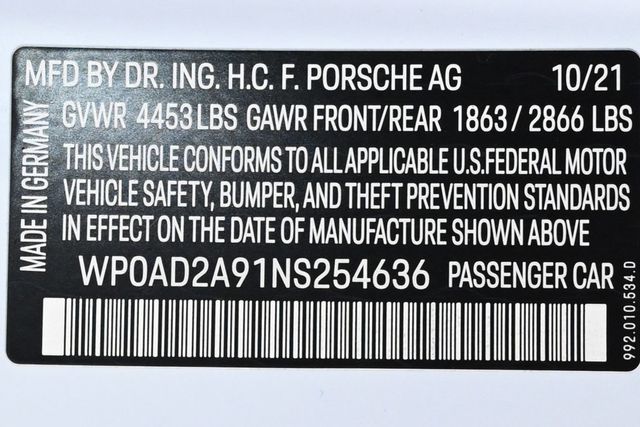 MFD BY DR. ING. H.C. F. PORSCHE AG 10/21
GVWR 4453 LBS GAWR FRONT/REAR 1863 / 2866 LBS
THIS VEHICLE CONFORMS TO ALL APPLICABLE U.S.FEDERAL MOTOR
VEHICLE SAFETY, BUMPER, AND THEFT PREVENTION STANDARDS
IN EFFECT ON THE DATE OF MANUFACTURE SHOWN ABOVE
WP0AD2A91NS254636 PASSENGER CAR
MADE IN GERMANY
992.010.534.D